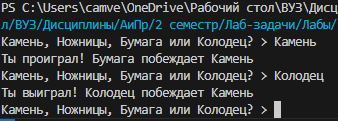 PS C:\Users\camve\OneDrive\Рабочий стол\ВУЗ\Дисц
л/ВУЗ/Дисциплины/АиПр/2 семестр/Лаб-задачи/Лабы/
Камень, Ножницы, Бумага или Колодец? > Камень
Ты проиграл! Бумага побеждает Камень
Камень, Ножницы, Бумага или Колодец? > Колодец
Ты выиграл! Колодец побеждает Камень
Камень, Ножницы, Бумага или Колодец? >